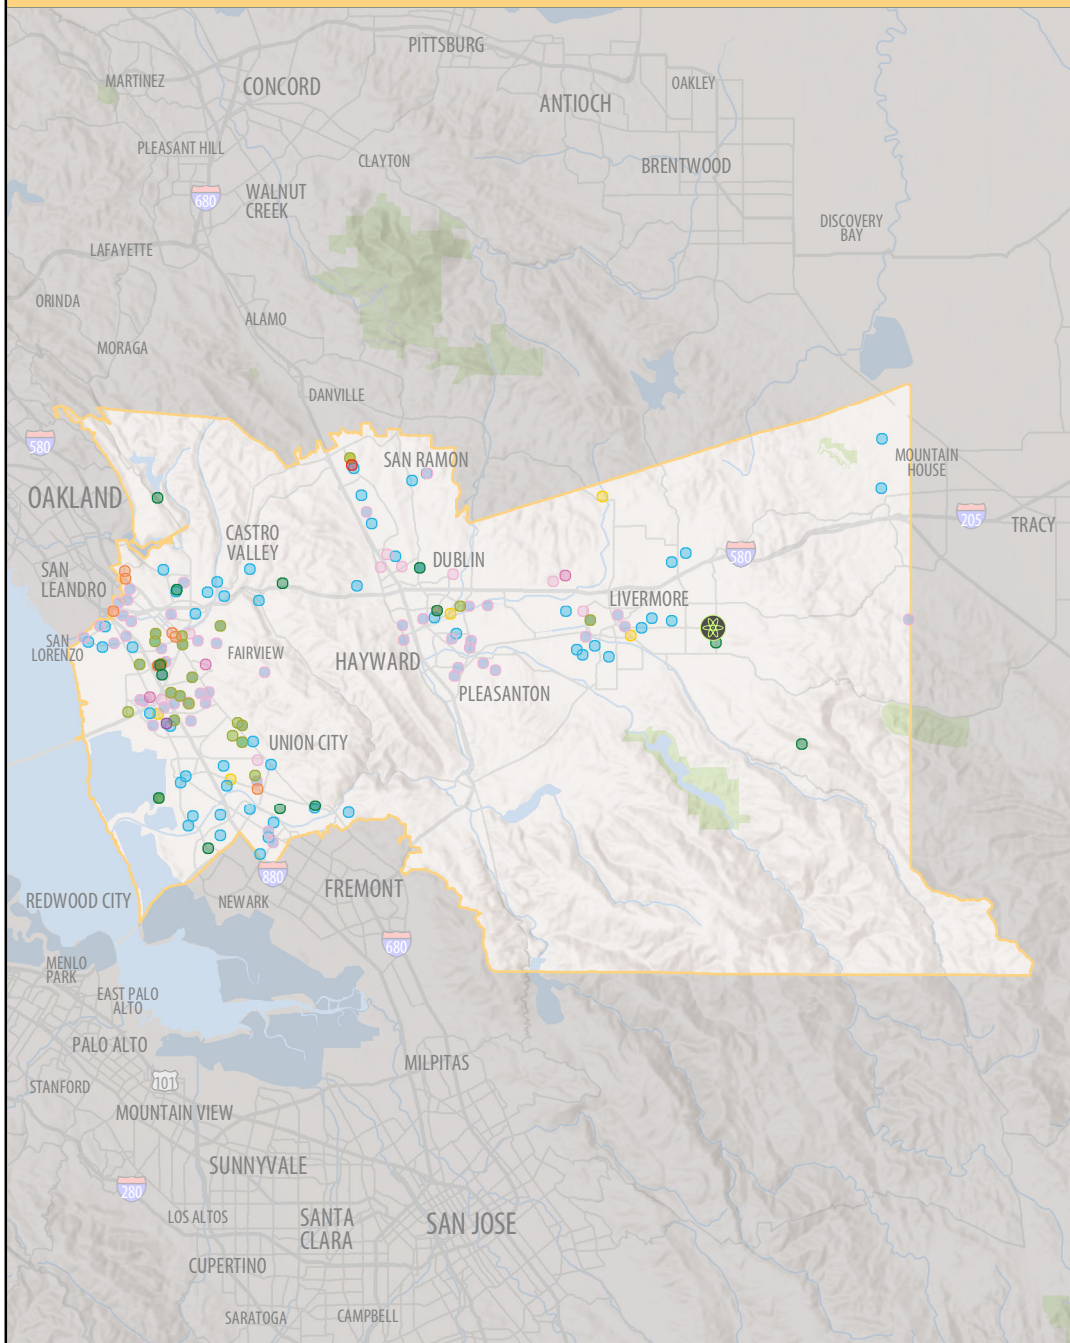 PITTSBURG
MARTINEZ
CONCORD
OAKLEY
ANTIOCH
PLEASANT HILL
CLAYTON
BRENTWOOD
680
WALNUT
CREEK
DISCOVERY
BAY
LAFAYETTE
ORINDA
ALAMO
MORAGA
DANVILLE
580
SAN RAMON
MOUNTAIN
HOUSE
OAKLAND
205
TRACY
CASTRO
VALLEY
580
DUBLIN
SAN
LEANDRO
LIVERMORE
SAN
LORENZO
FAIRVIEW
HAYWARD
PLEASANTON
UNION CITY
880
FREMONT
REDWOOD CITY
NEWARK
680
MENLO
PARK
EAST PALO
ALTO
PALO ALTO
MILPITAS
STANFORD
101
MOUNTAIN VIEW
SUNNYVALE
280
LOS ALTOS
SANTA
CLARA
SAN JOSE
CUPERTINO
SARATOGA
CAMPBELL